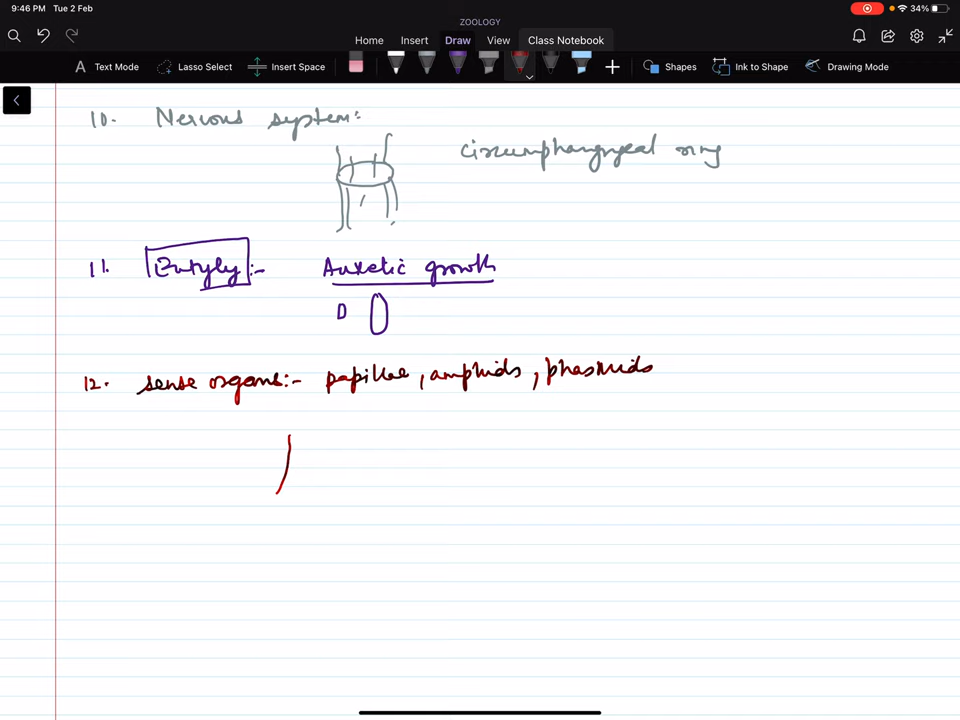 9:46 PM Tue 2 Feb 34%
ZOOLOGY
Home Insert Draw View Class Notebook
Text Mode Lasso Select Insert Space Shapes Ink to Shape Drawing Mode
10. Nervous system:-
circumpharyngeal ring
11. Eutyly:- Auxetic growth
12. sense organs:- papillae, amphids, phasmids